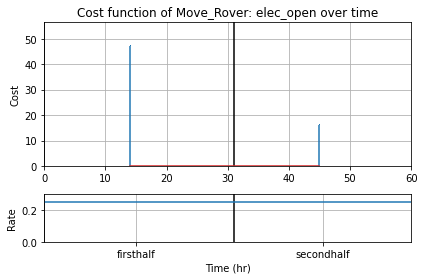 Cost function of Move_Rover: elec_open over time
Cost
50
40
30
20
10
0
0 10 20 30 40 50 60
Rate
0.2
0.0
firsthalf secondhalf
Time (hr)